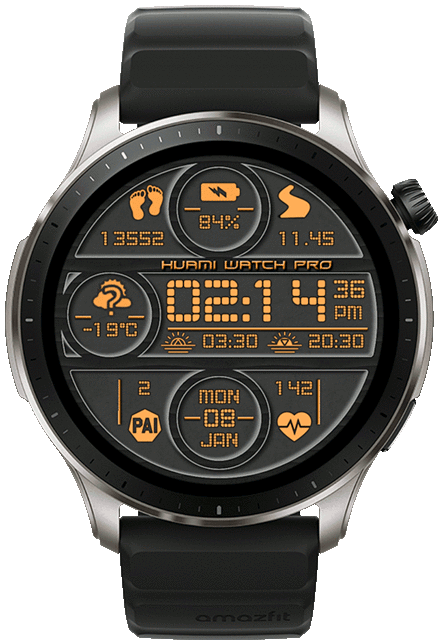 84%
13552
11.45
HUAMI WATCH PRO
02:14 36
PM
-19°C
03:30 20:30
2
142
PAI
MON
08
JAN
amazfit